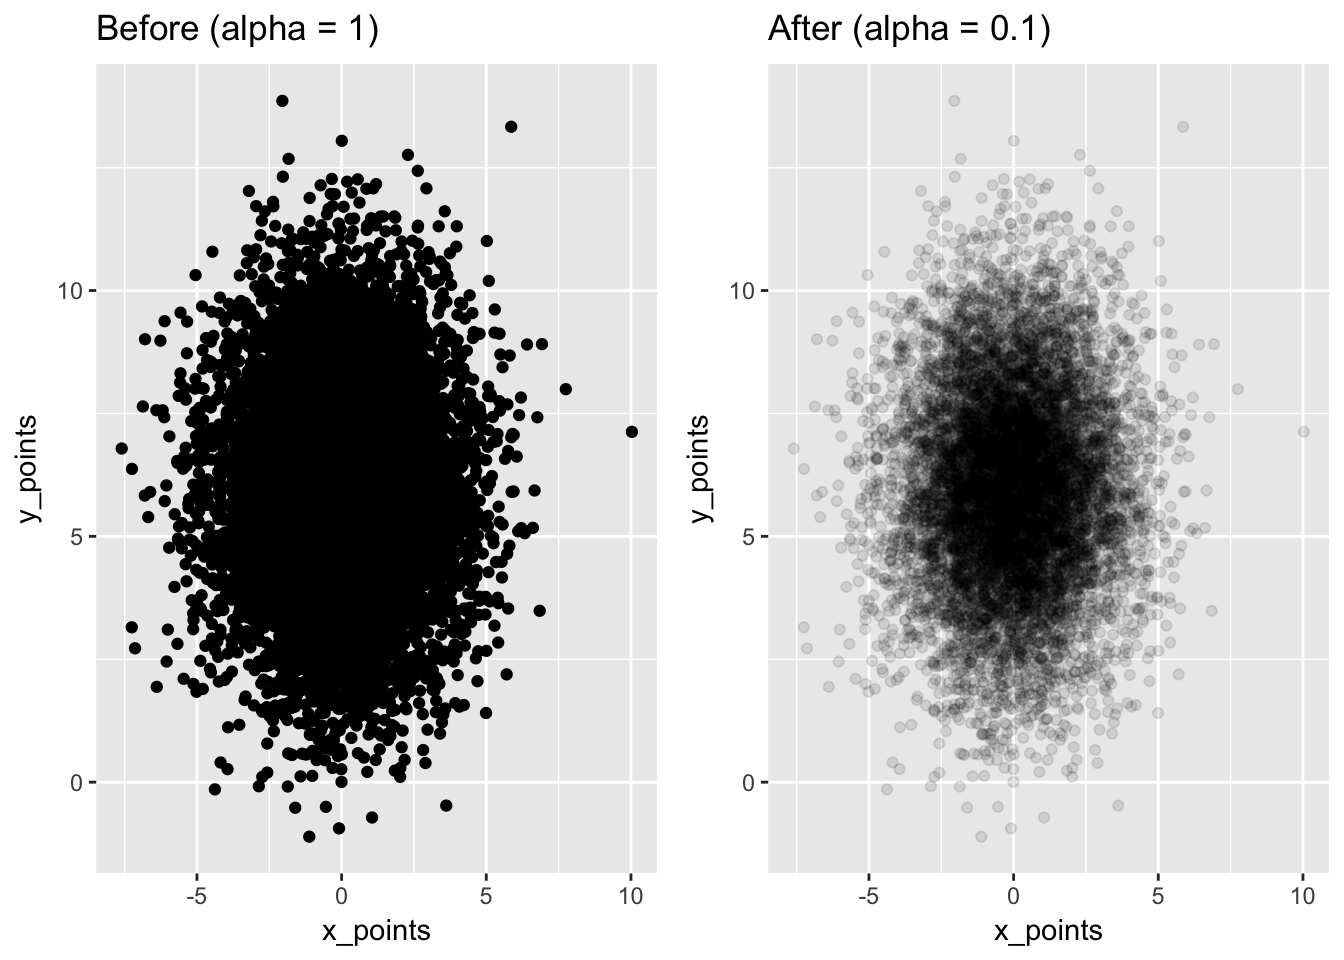 Before (alpha = 1)
y_points
10
5
0
-5 0 5 10
x_points
After (alpha = 0.1)
y_points
10
5
0
-5 0 5 10
x_points